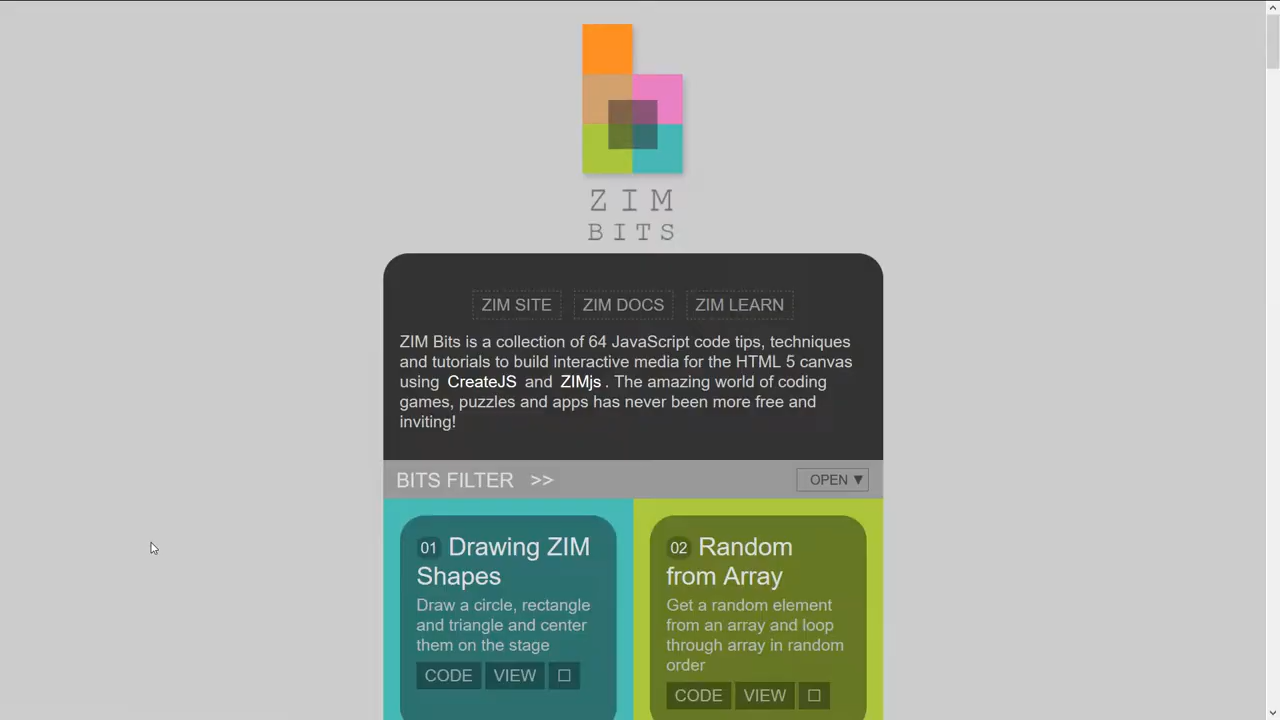 ZIM
BITS
ZIM SITE ZIM DOCS ZIM LEARN
ZIM Bits is a collection of 64 JavaScript code tips, techniques
and tutorials to build interactive media for the HTML 5 canvas
using CreateJS and ZIMjs . The amazing world of coding
games, puzzles and apps has never been more free and
inviting!
BITS FILTER >> OPEN ▼
01 Drawing ZIM
Shapes
Draw a circle, rectangle
and triangle and center
them on the stage
CODE VIEW
02 Random
from Array
Get a random element
from an array and loop
through array in random
order
CODE VIEW